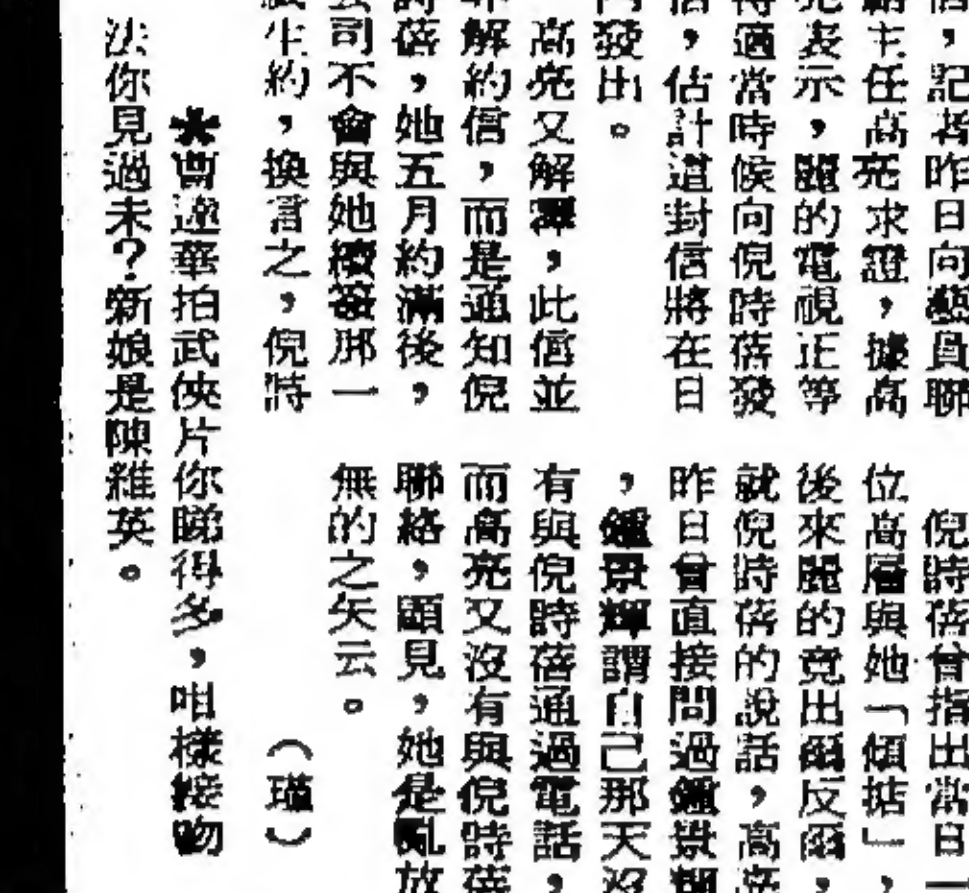 信，記者昨日向藝員聯
絡主任高亮求證，據高
亮表示，麗的電視正等
待適當時候向倪詩蓓發
信，估計這封信將在日
內發出。
高亮又解釋，此信並
非解約信，而是通知倪
詩蓓，她五月約滿後，
公司不會與她續簽那一
紙生約，換言之，倪詩
倪詩蓓曾指出當日一
位高層與她「傾掂」，
後來麗的竟出爾反爾，
就倪詩蓓的說話，高亮
昨日曾直接問過鍾景輝
，鍾景輝謂自己那天沒
有與倪詩蓓通過電話，
而高亮又沒有與倪詩蓓
聯絡，顯見，她是亂放
無的之矢云。
（瑾）
★曹達華拍武俠片你睇得多，咁樣接吻
法你見過未？新娘是陳維英。